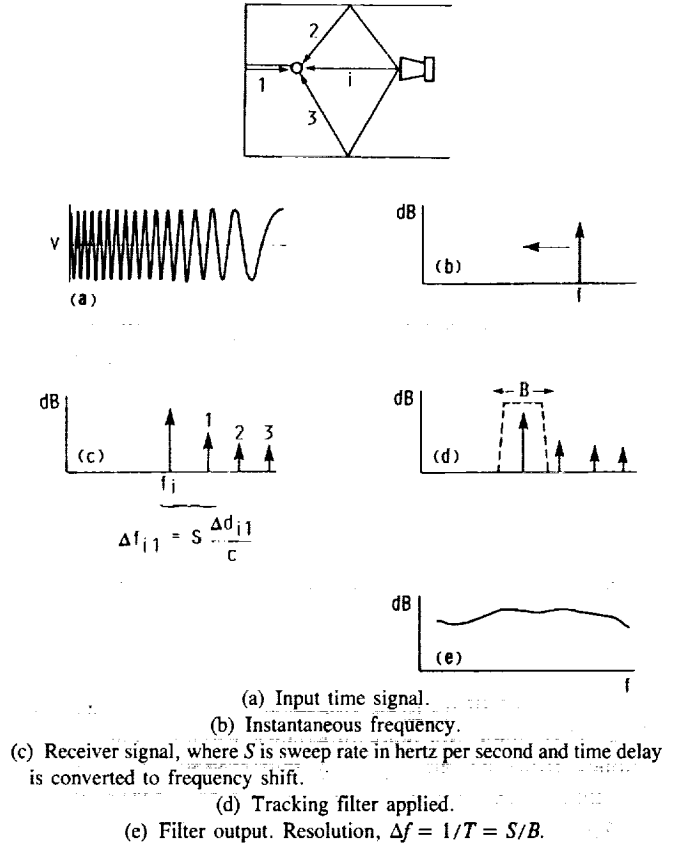 2
1
i
3
V
(a)
dB
(b)
f
dB
(c)
1
2
3
fi
Δfi1 = S Δdi1/c
dB
B
(d)
dB
(e)
f
(a) Input time signal.
(b) Instantaneous frequency.
(c) Receiver signal, where S is sweep rate in hertz per second and time delay
is converted to frequency shift.
(d) Tracking filter applied.
(e) Filter output. Resolution, Δf = 1/T = S/B.